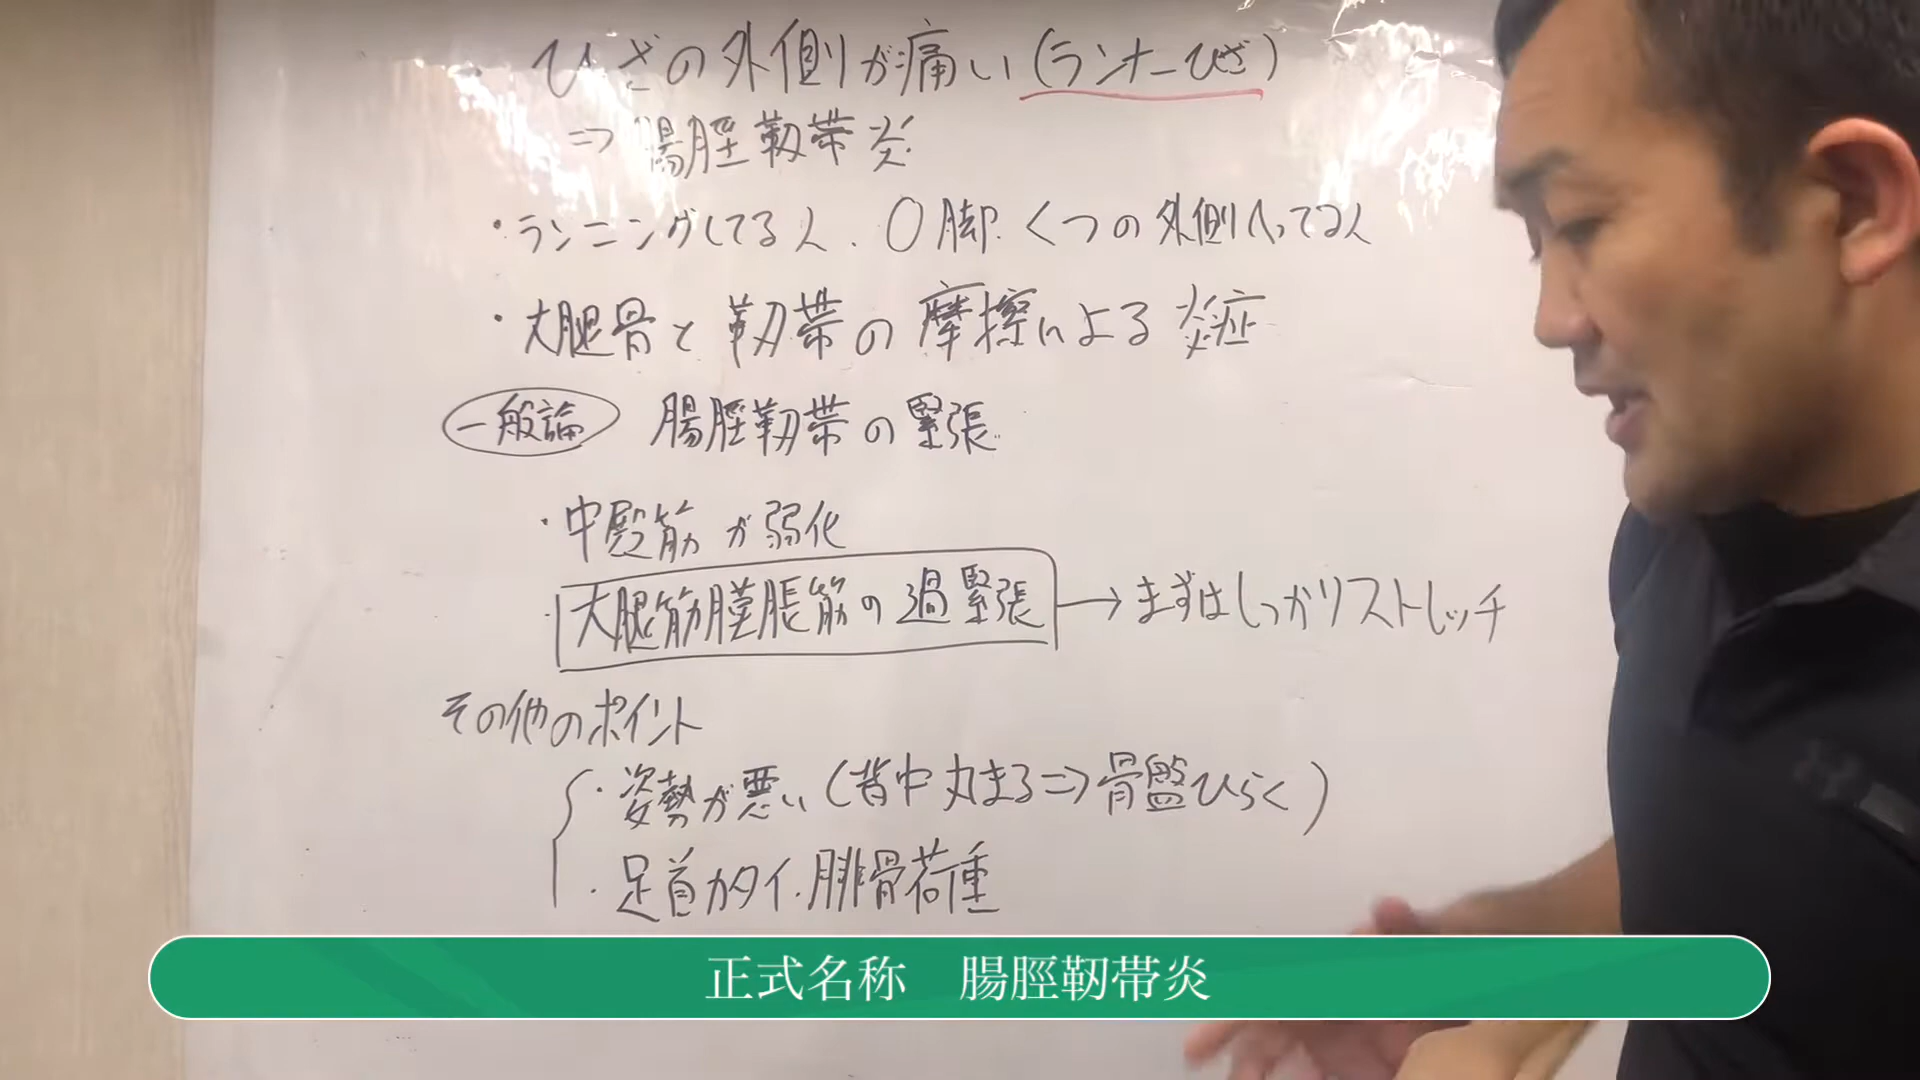 ひざの外側が痛い(ランナーひざ)
⇒ 腸脛靱帯炎
・ランニングしてる人、O脚、くつの外側へってる人
・大腿骨と靱帯の摩擦による炎症
一般論 腸脛靱帯の緊張
・中殿筋が弱化
・大腿筋膜張筋の過緊張 → まずはしっかりストレッチ
その他のポイント
・姿勢が悪い(背中丸まる⇒骨盤ひらく)
・足首カタイ、腓骨荷重
正式名称 腸脛靭帯炎